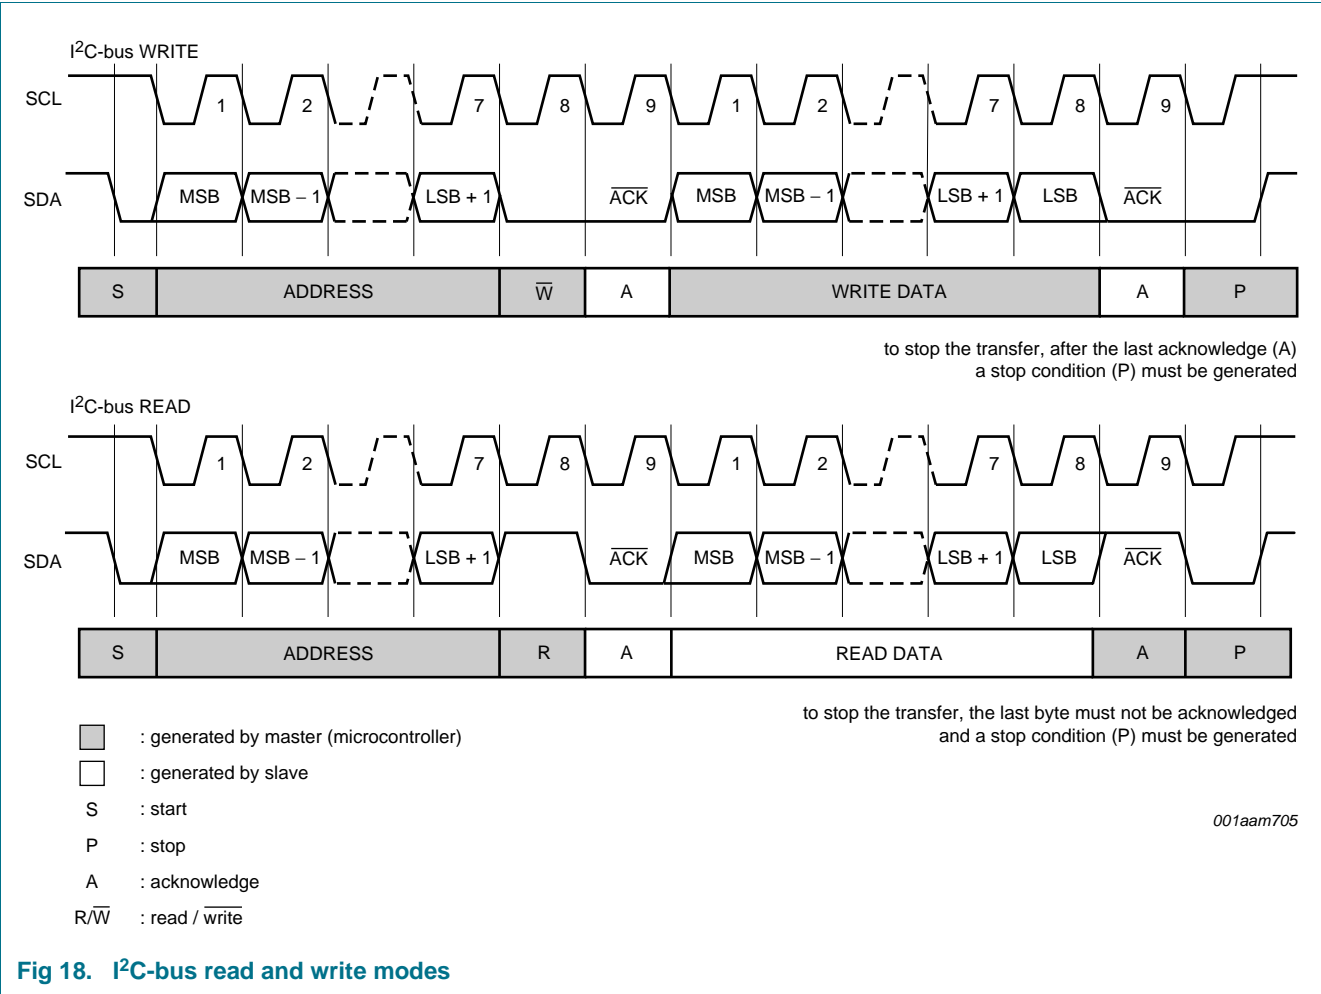 I²C-bus WRITE
SCL 1 2 7 8 9 1 2 7 8 9
SDA MSB MSB − 1 LSB + 1 A̅C̅K̅ MSB MSB − 1 LSB + 1 LSB A̅C̅K̅
S ADDRESS W̅ A WRITE DATA A P
to stop the transfer, after the last acknowledge (A)
a stop condition (P) must be generated
I²C-bus READ
SCL 1 2 7 8 9 1 2 7 8 9
SDA MSB MSB − 1 LSB + 1 A̅C̅K̅ MSB MSB − 1 LSB + 1 LSB A̅C̅K̅
S ADDRESS R A READ DATA A P
to stop the transfer, the last byte must not be acknowledged
and a stop condition (P) must be generated
: generated by master (microcontroller)
: generated by slave
S : start
P : stop
A : acknowledge
R/W̅ : read / w̅r̅i̅t̅e̅
001aam705
Fig 18. I²C-bus read and write modes